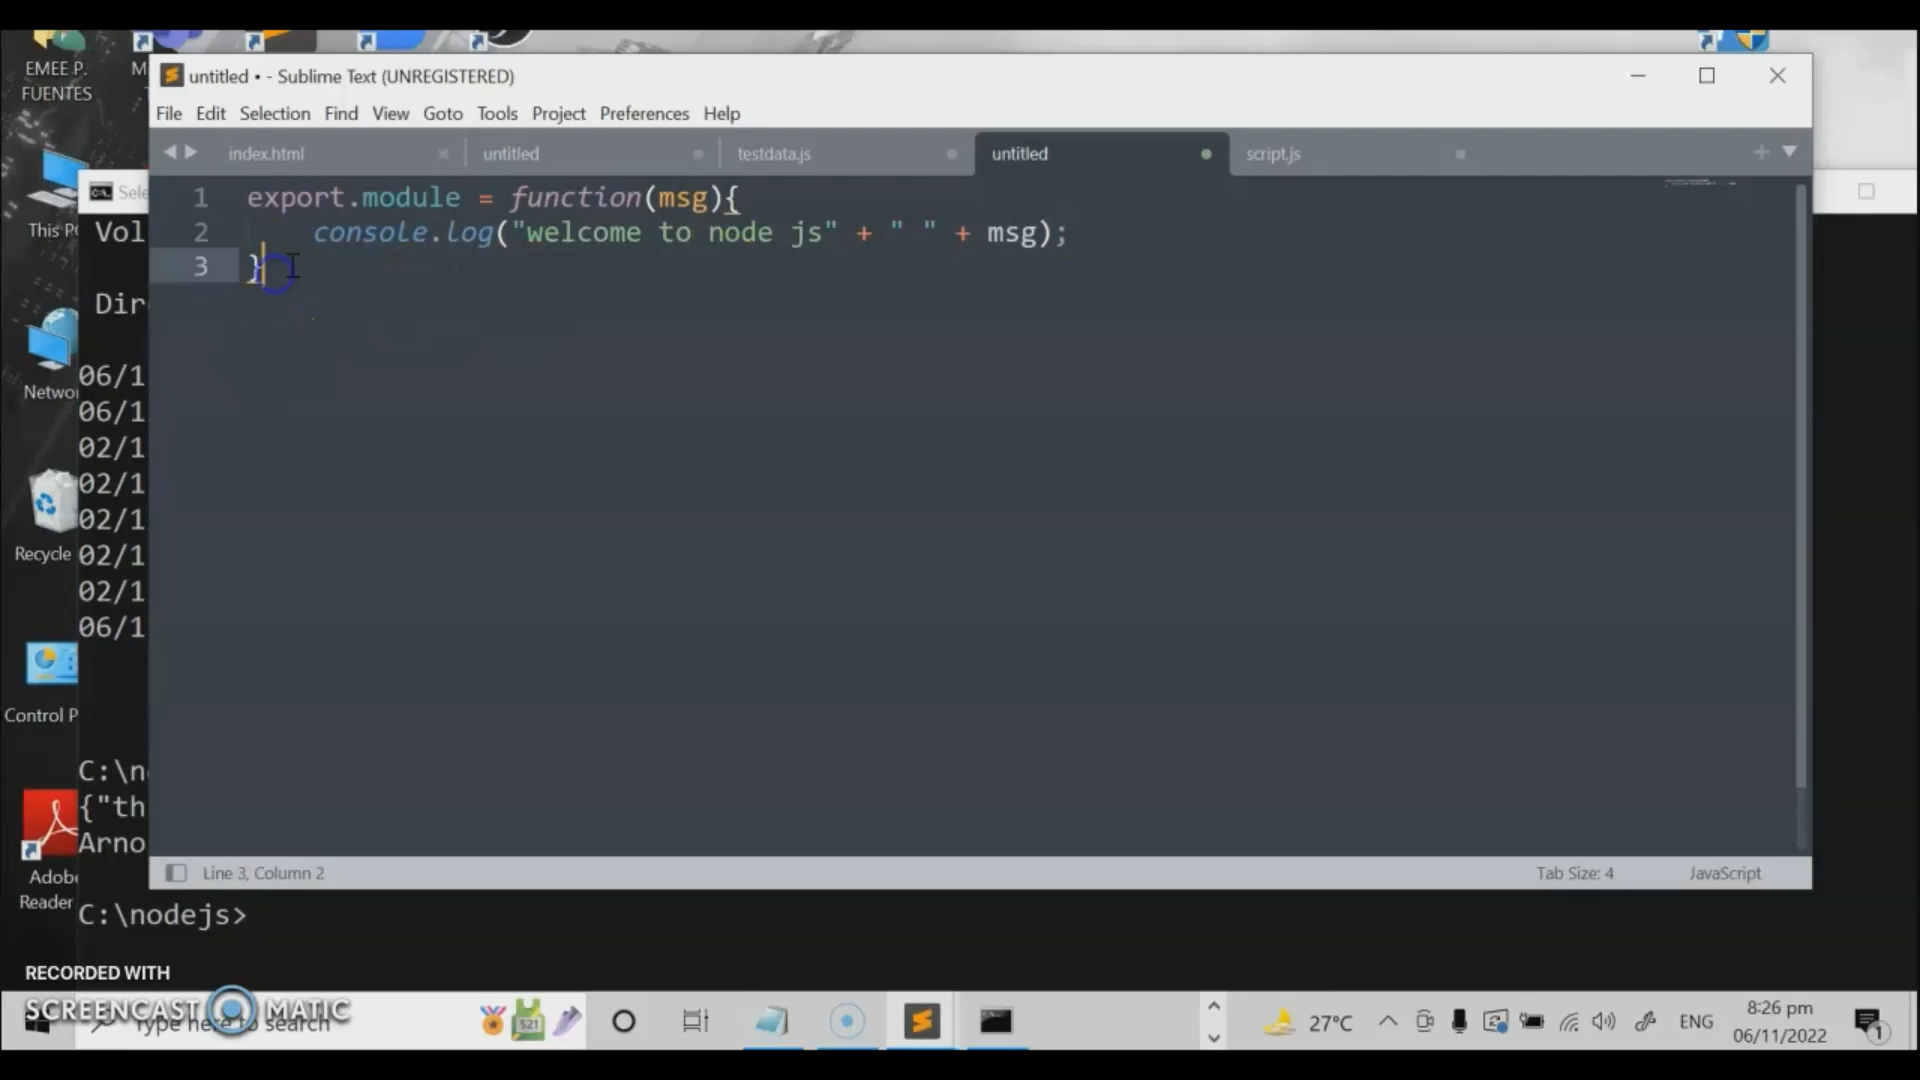 EMEE P.
FUENTES
M
untitled • - Sublime Text (UNREGISTERED)
File Edit Selection Find View Goto Tools Project Preferences Help
index.html untitled testdata.js untitled script.js
1 export.module = function(msg){
2 console.log("welcome to node js" + " " + msg);
3 }
Sele
This P
Vol
Dir
Networ
06/1
06/1
02/1
02/1
02/1
02/1
02/1
06/1
Recycle
Control P
C:\n
{"th
Arno
Adobe
Reader
Line 3, Column 2 Tab Size: 4 JavaScript
C:\nodejs>
RECORDED WITH
SCREENCAST MATIC
Type here to search
521
27°C
ENG
8:26 pm
06/11/2022
1